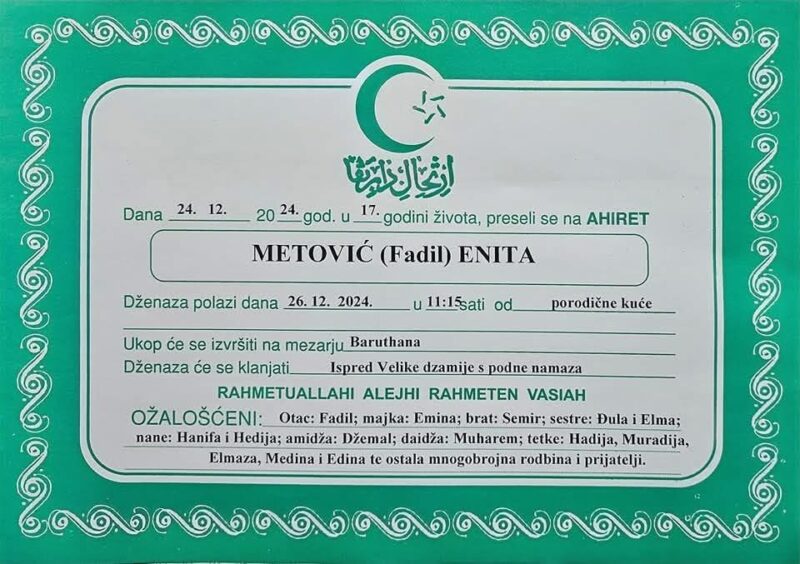 ارتحال دار بقا
Dana 24. 12. 2024. god. u 17. godini života, preseli se na AHIRET
METOVIĆ (Fadil) ENITA
Dženaza polazi dana 26. 12. 2024. u 11:15 sati od porodične kuće
Ukop će se izvršiti na mezarju Baruthana
Dženaza će se klanjati Ispred Velike dzamije s podne namaza
RAHMETUALLAHI ALEJHI RAHMETEN VASIAH
OŽALOŠĆENI: Otac: Fadil; majka: Emina; brat: Semir; sestre: Đula i Elma;
nane: Hanifa i Hedija; amidža: Džemal; daidža: Muharem; tetke: Hadija, Muradija,
Elmaza, Medina i Edina te ostala mnogobrojna rodbina i prijatelji.